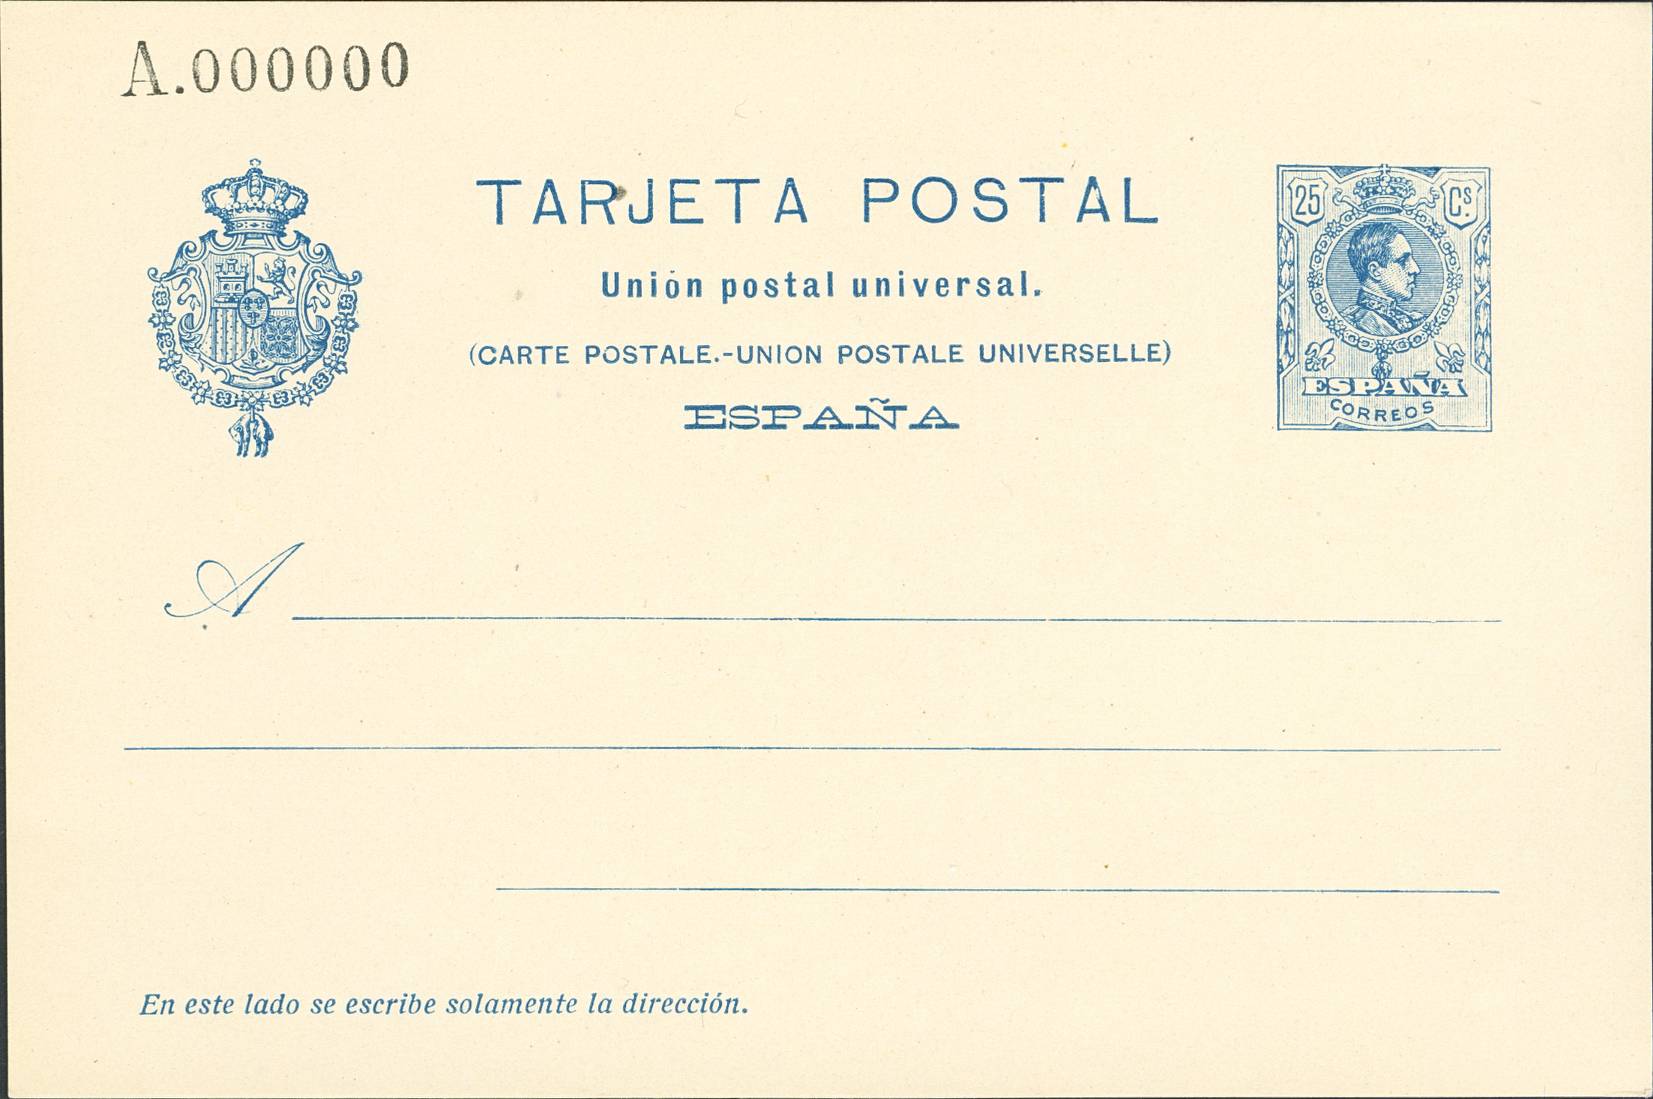 A.000000
TARJETA POSTAL
Unión postal universal.
(CARTE POSTALE.-UNION POSTALE UNIVERSELLE)
ESPAÑA
25 Cs.
ESPAÑA
CORREOS
A
En este lado se escribe solamente la dirección.